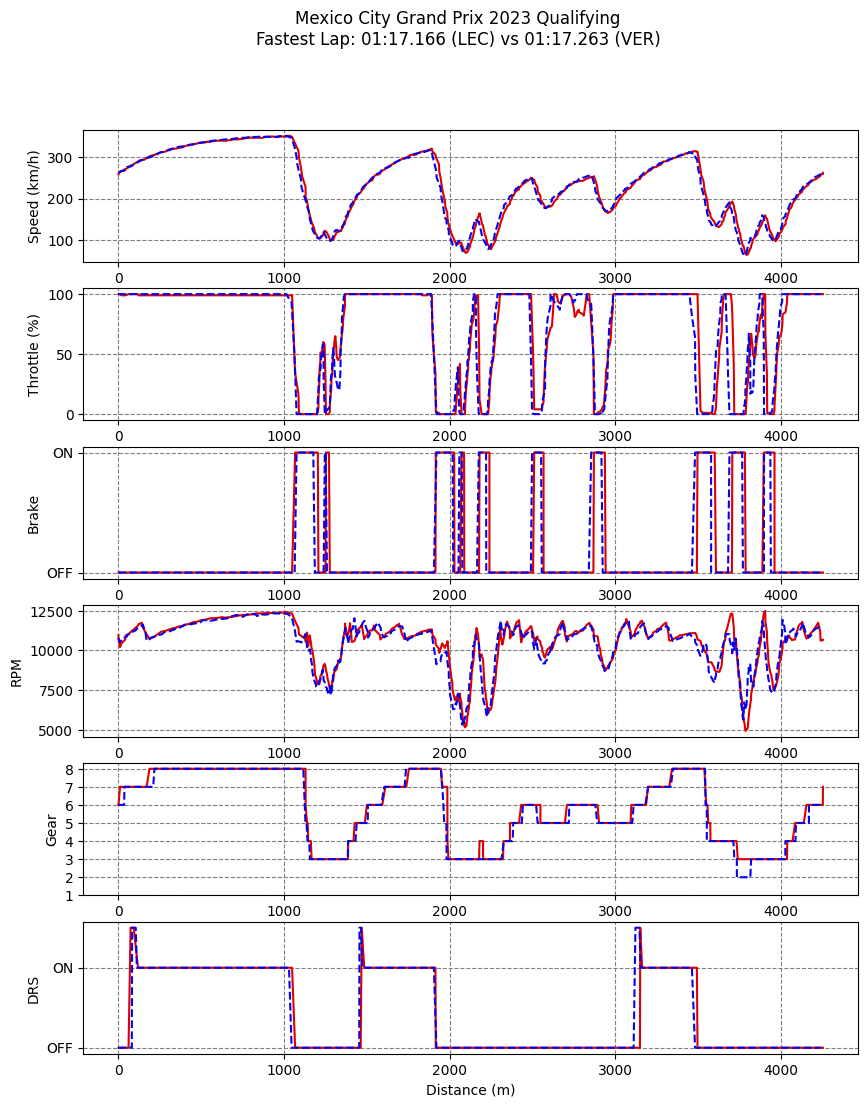 Mexico City Grand Prix 2023 Qualifying
Fastest Lap: 01:17.166 (LEC) vs 01:17.263 (VER)
Speed (km/h)
300
200
100
0 1000 2000 3000 4000
Throttle (%)
100
50
0
0 1000 2000 3000 4000
Brake
ON
OFF
0 1000 2000 3000 4000
RPM
12500
10000
7500
5000
0 1000 2000 3000 4000
Gear
8
7
6
5
4
3
2
1
0 1000 2000 3000 4000
DRS
ON
OFF
0 1000 2000 3000 4000
Distance (m)